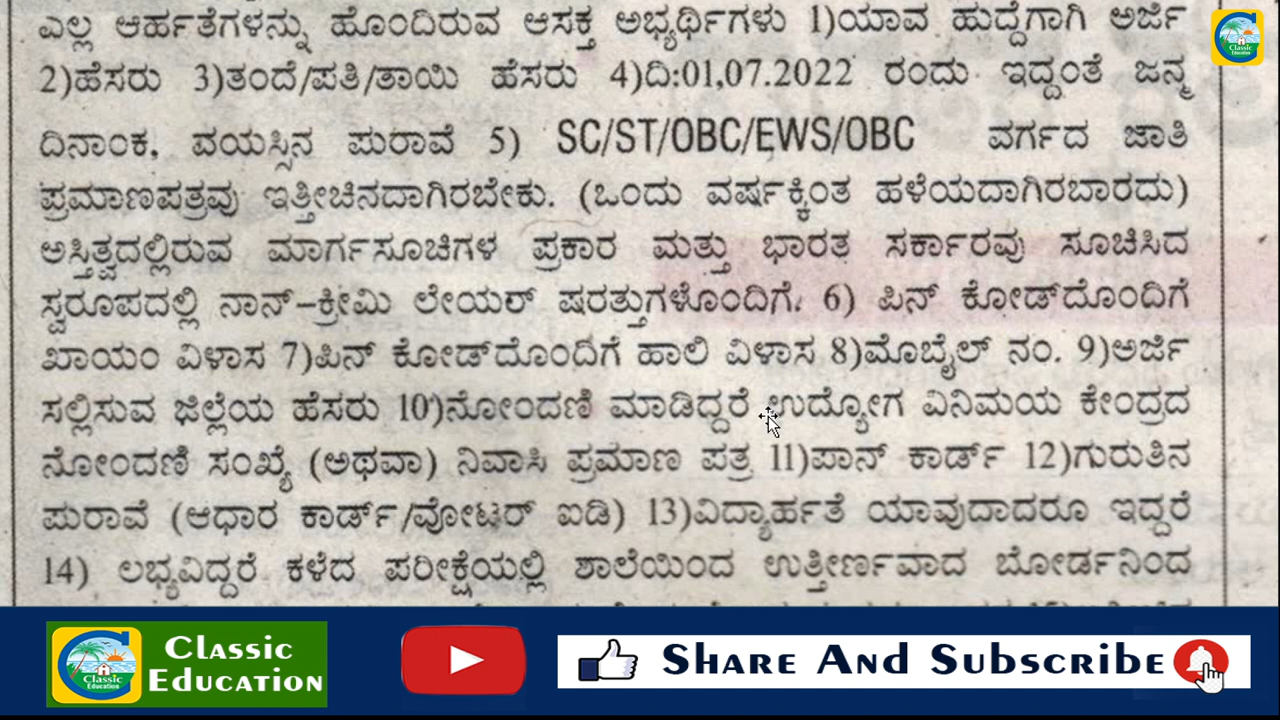 ಎಲ್ಲ ಆರ್ಹತೆಗಳನ್ನು ಹೊಂದಿರುವ ಆಸಕ್ತ ಅಭ್ಯರ್ಥಿಗಳು 1)ಯಾವ ಹುದ್ದೆಗಾಗಿ ಅರ್ಜಿ
2)ಹೆಸರು 3)ತಂದೆ/ಪತಿ/ತಾಯಿ ಹೆಸರು 4)ದಿ:01,07.2022 ರಂದು ಇದ್ದಂತೆ ಜನ್ಮ
ದಿನಾಂಕ, ವಯಸ್ಸಿನ ಪುರಾವೆ 5) SC/ST/OBC/EWS/OBC ವರ್ಗದ ಜಾತಿ
ಪ್ರಮಾಣಪತ್ರವು ಇತ್ತೀಚಿನದಾಗಿರಬೇಕು. (ಒಂದು ವರ್ಷಕ್ಕಿಂತ ಹಳೆಯದಾಗಿರಬಾರದು)
ಅಸ್ತಿತ್ವದಲ್ಲಿರುವ ಮಾರ್ಗಸೂಚಿಗಳ ಪ್ರಕಾರ ಮತ್ತು ಭಾರತ ಸರ್ಕಾರವು ಸೂಚಿಸಿದ
ಸ್ವರೂಪದಲ್ಲಿ ನಾನ್-ಕ್ರೀಮಿ ಲೇಯರ್ ಷರತ್ತುಗಳೊಂದಿಗೆ. 6) ಪಿನ್ ಕೋಡ್‌ದೊಂದಿಗೆ
ಖಾಯಂ ವಿಳಾಸ 7)ಪಿನ್ ಕೋಡ್‌ದೊಂದಿಗೆ ಹಾಲಿ ವಿಳಾಸ 8)ಮೊಬೈಲ್ ನಂ. 9)ಅರ್ಜಿ
ಸಲ್ಲಿಸುವ ಜಿಲ್ಲೆಯ ಹೆಸರು 10)ನೋಂದಣಿ ಮಾಡಿದ್ದರೆ ಉದ್ಯೋಗ ವಿನಿಮಯ ಕೇಂದ್ರದ
ನೋಂದಣಿ ಸಂಖ್ಯೆ (ಅಥವಾ) ನಿವಾಸಿ ಪ್ರಮಾಣ ಪತ್ರ 11)ಪಾನ್ ಕಾರ್ಡ್ 12)ಗುರುತಿನ
ಪುರಾವೆ (ಆಧಾರ ಕಾರ್ಡ್/ವೋಟರ್ ಐಡಿ) 13)ವಿದ್ಯಾರ್ಹತೆ ಯಾವುದಾದರೂ ಇದ್ದರೆ
14) ಲಭ್ಯವಿದ್ದರೆ ಕಳೆದ ಪರೀಕ್ಷೆಯಲ್ಲಿ ಶಾಲೆಯಿಂದ ಉತ್ತೀರ್ಣವಾದ ಬೋರ್ಡನಿಂದ
Classic
Education
Classic
Education
Classic
Education
Share And Subscribe